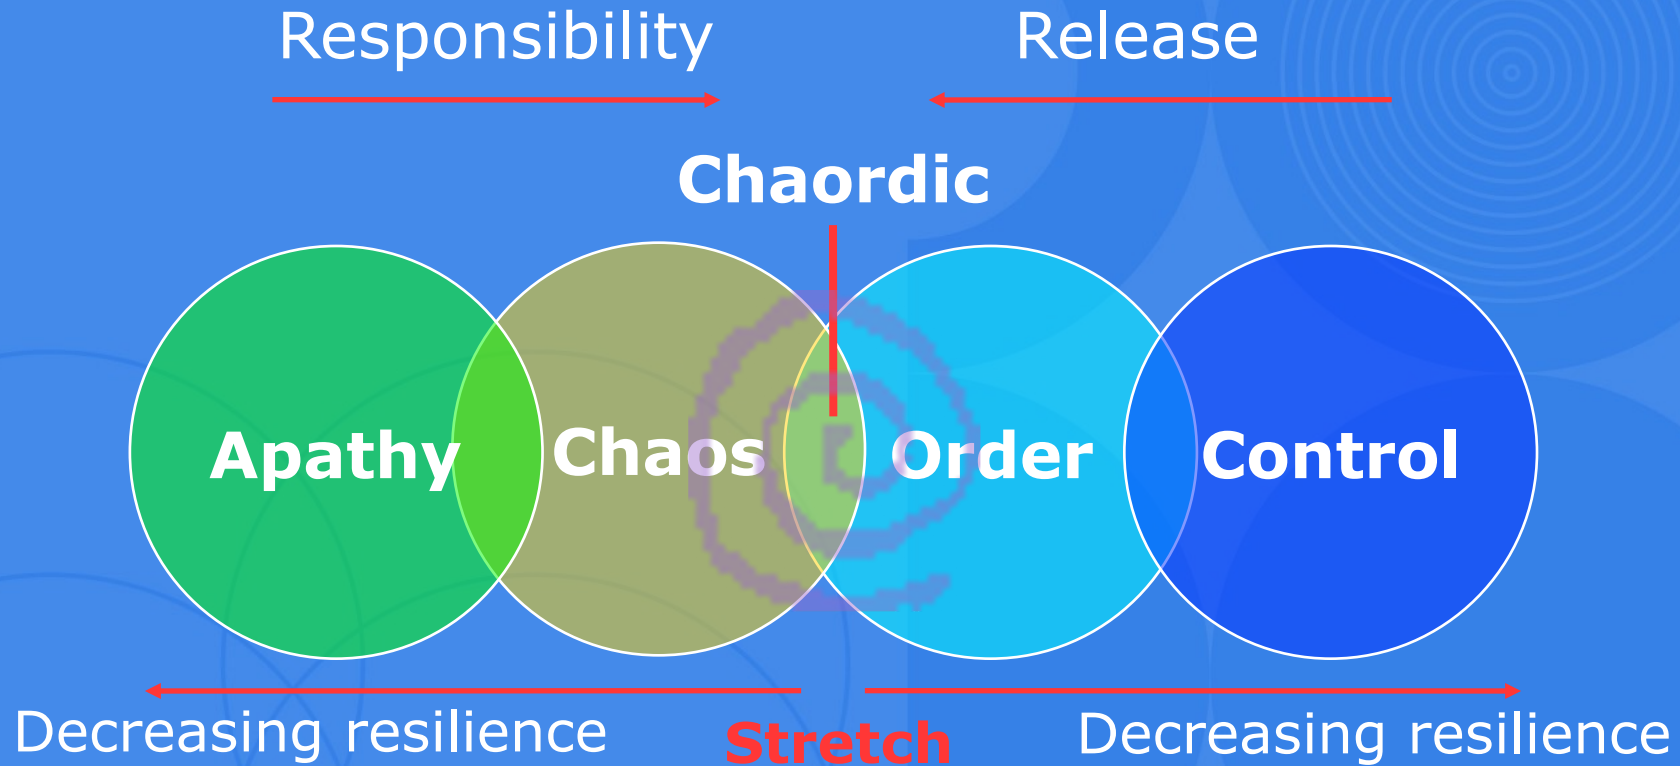 Responsibility
Release
Chaordic
Apathy
Chaos
Order
Control
Decreasing resilience
Stretch
Decreasing resilience